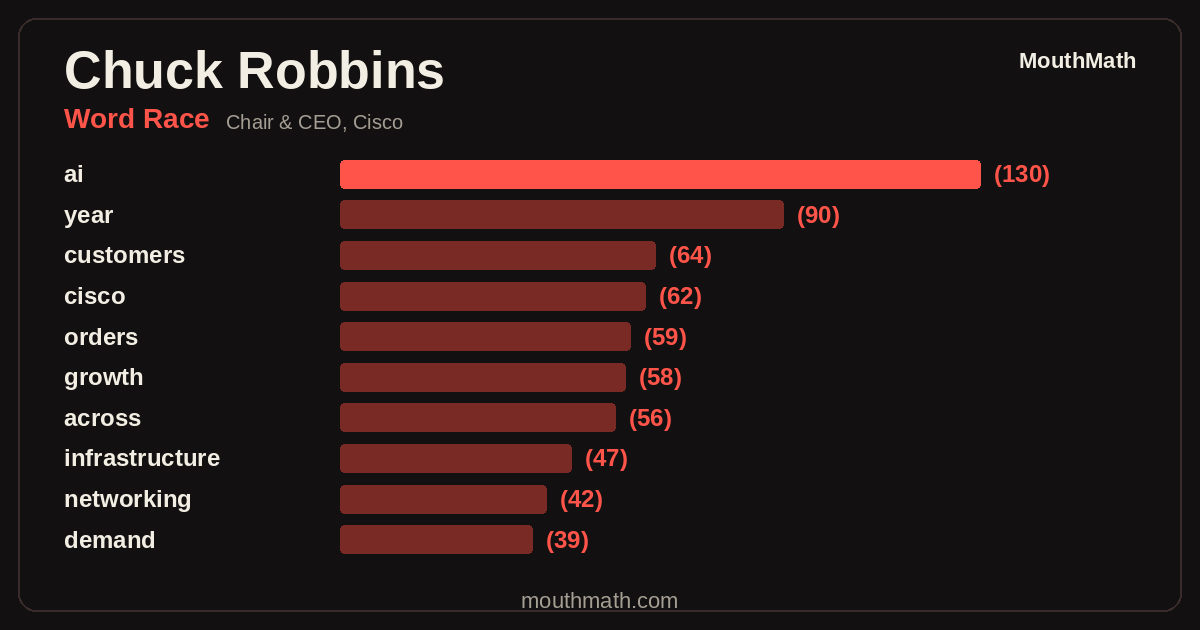 Chuck Robbins
MouthMath
Word Race Chair & CEO, Cisco
ai (130)
year (90)
customers (64)
cisco (62)
orders (59)
growth (58)
across (56)
infrastructure (47)
networking (42)
demand (39)
mouthmath.com